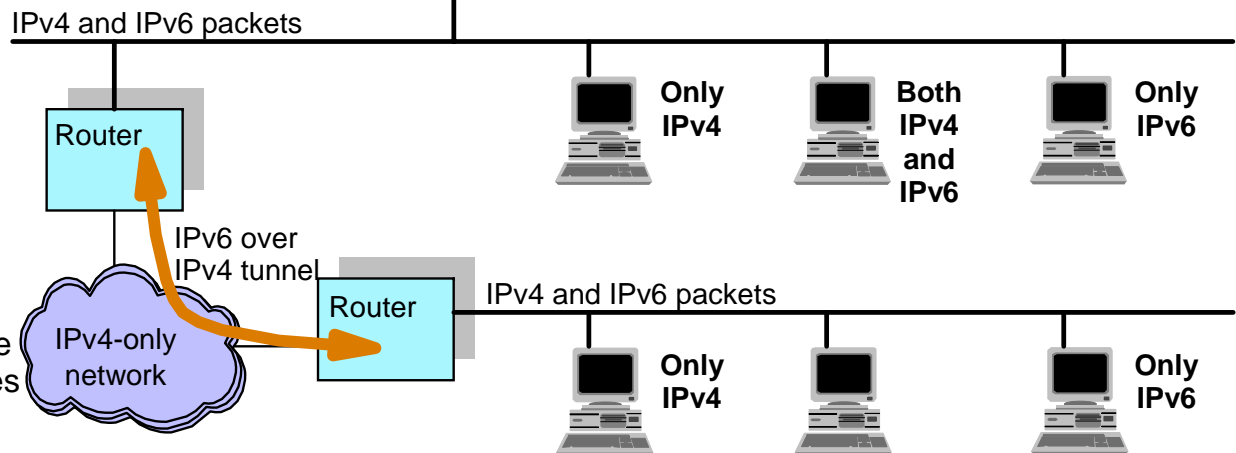 IPv4 and IPv6 packets
Router
Only
IPv4
Both
IPv4
and
IPv6
Only
IPv6
IPv6 over
IPv4 tunnel
Router
IPv4 and IPv6 packets
IPv4-only
network
Only
IPv4
Only
IPv6